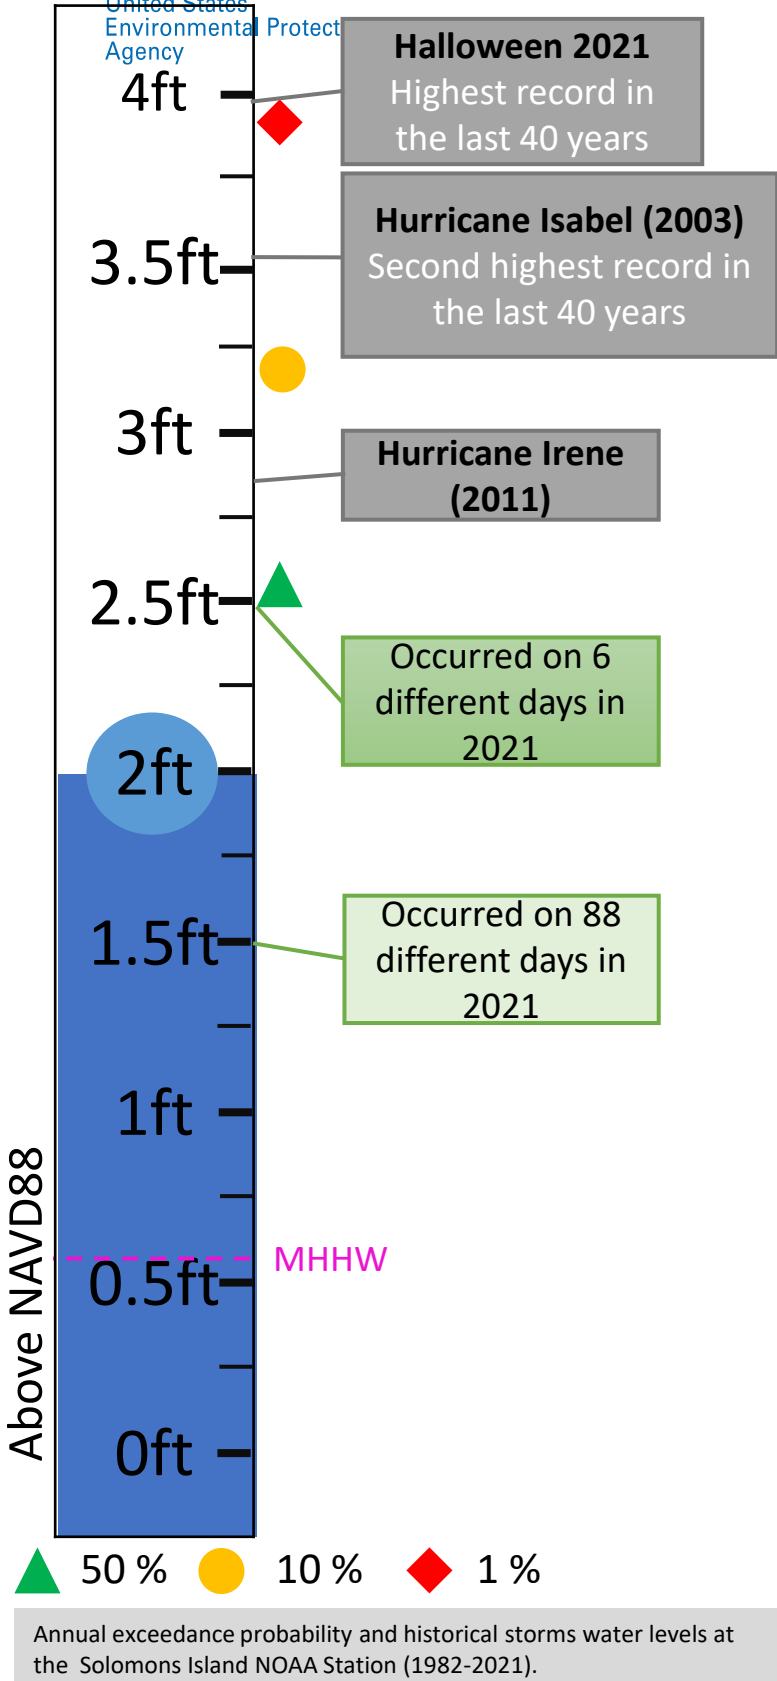 United States
Environmental Protect
Agency
4ft
Halloween 2021
Highest record in
the last 40 years
3.5ft
Hurricane Isabel (2003)
Second highest record in
the last 40 years
3ft
Hurricane Irene
(2011)
2.5ft
Occurred on 6
different days in
2021
2ft
1.5ft
Occurred on 88
different days in
2021
1ft
Above NAVD88
MHHW
0.5ft
0ft
50 % 10 % 1 %
Annual exceedance probability and historical storms water levels at
the Solomons Island NOAA Station (1982-2021).